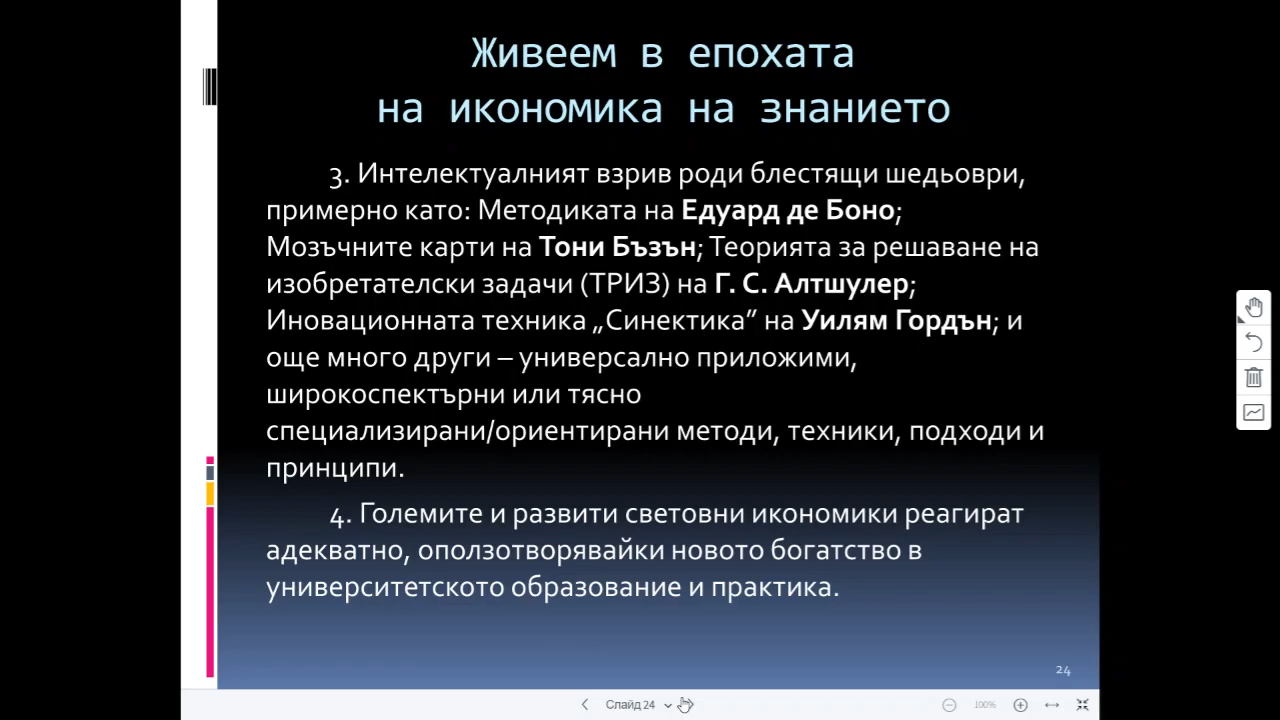 Живеем в епохата
на икономика на знанието
3. Интелектуалният взрив роди блестящи шедьоври,
примерно като: Методиката на Едуард де Боно;
Мозъчните карти на Тони Бъзън; Теорията за решаване на
изобретателски задачи (ТРИЗ) на Г. С. Алтшулер;
Иновационната техника „Синектика” на Уилям Гордън; и
още много други – универсално приложими,
широкоспектърни или тясно
специализирани/ориентирани методи, техники, подходи и
принципи.
4. Големите и развити световни икономики реагират
адекватно, оползотворявайки новото богатство в
университетското образование и практика.
24
Слайд 24
100%